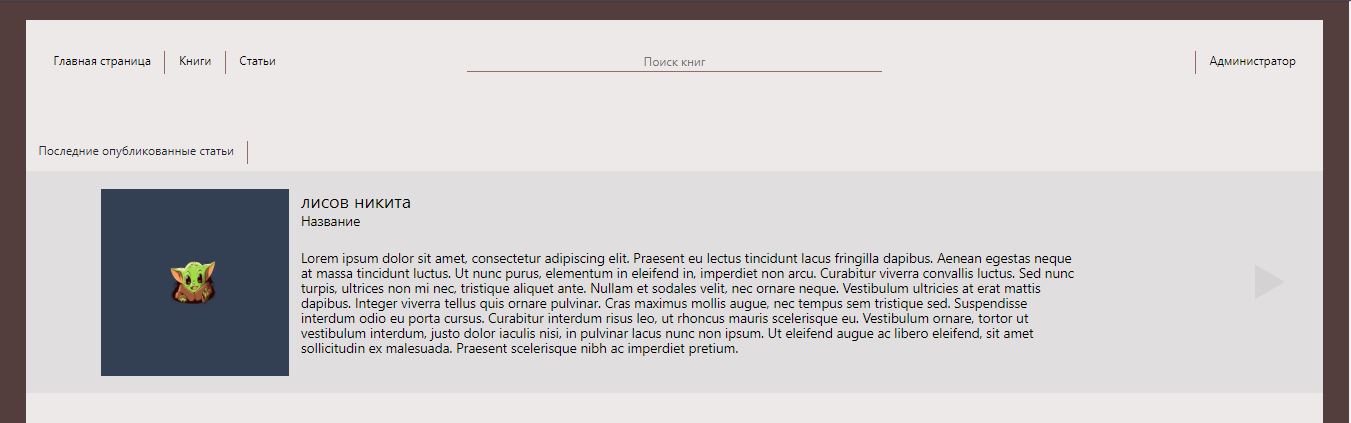 Главная страница Книги Статьи Поиск книг Администратор
Последние опубликованные статьи
лисов никита
Название
Lorem ipsum dolor sit amet, consectetur adipiscing elit. Praesent eu lectus tincidunt lacus fringilla dapibus. Aenean egestas neque
at massa tincidunt luctus. Ut nunc purus, elementum in eleifend in, imperdiet non arcu. Curabitur viverra convallis luctus. Sed nunc
turpis, ultrices non mi nec, tristique aliquet ante. Nullam et sodales velit, nec ornare neque. Vestibulum ultricies at erat mattis
dapibus. Integer viverra tellus quis ornare pulvinar. Cras maximus mollis augue, nec tempus sem tristique sed. Suspendisse
interdum odio eu porta cursus. Curabitur interdum risus leo, ut rhoncus mauris scelerisque eu. Vestibulum ornare, tortor ut
vestibulum interdum, justo dolor iaculis nisi, in pulvinar lacus nunc non ipsum. Ut eleifend augue ac libero eleifend, sit amet
sollicitudin ex malesuada. Praesent scelerisque nibh ac imperdiet pretium.